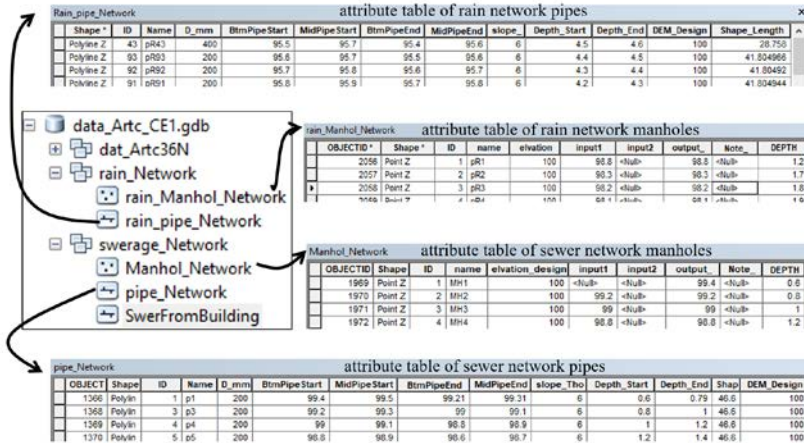 attribute table of rain network pipes
Rain_pipe_Network
Shape * ID Name D_mm BtmPipeStart MidPipeStart BtmPipeEnd MidPipeEnd slope_ Depth_Start Depth_End DEM_Design Shape_Length
Polyline Z 43 pR43 400 95.5 95.7 95.4 95.6 6 4.5 4.6 100 28.758
Polyline Z 93 pR93 200 95.6 95.7 95.5 95.6 6 4.4 4.5 100 41.804966
Polyline Z 92 pR92 200 95.7 95.8 95.6 95.7 6 4.3 4.4 100 41.80492
Polyline Z 91 pR91 200 95.8 95.9 95.7 95.8 6 4.2 4.3 100 41.804944
data_Artc_CE1.gdb
dat_Artc36N
rain_Network
rain_Manhol_Network
rain_pipe_Network
swerage_Network
Manhol_Network
pipe_Network
SwerFromBuilding
rain_Manhol_Network attribute table of rain network manholes
OBJECTID * Shape * ID name elvation input1 input2 output_ Note_ DEPTH
2056 Point Z 1 pR1 100 98.8 <Null> 98.8 <Null> 1.2
2057 Point Z 2 pR2 100 98.3 <Null> 98.3 <Null> 1.7
2058 Point Z 3 pR3 100 98.2 <Null> 98.2 <Null> 1.8
2059 Point Z 4 pR4 100 98.1 <Null> 98.1 <Null> 1.9
Manhol_Network attribute table of sewer network manholes
OBJECTID Shape ID name elvation_design input1 input2 output_ Note_ DEPTH
1969 Point Z 1 MH1 100 <Null> <Null> 99.4 <Null> 0.6
1970 Point Z 2 MH2 100 99.2 <Null> 99.2 <Null> 0.8
1971 Point Z 3 MH3 100 99 <Null> 99 <Null> 1
1972 Point Z 4 MH4 100 98.8 <Null> 98.8 <Null> 1.2
pipe_Network attribute table of sewer network pipes
OBJECT Shape ID Name D_mm BtmPipeStart MidPipeStart BtmPipeEnd MidPipeEnd slope_Tho Depth_Start Depth_End Shap DEM_Design
1366 Polylin 1 p1 200 99.4 99.5 99.21 99.31 6 0.6 0.79 46.6 100
1368 Polylin 3 p3 200 99.2 99.3 99 99.1 6 0.8 1 46.6 100
1369 Polylin 4 p4 200 99 99.1 98.8 98.9 6 1 1.2 46.6 100
1370 Polylin 5 p5 200 98.8 98.9 98.6 98.7 6 1.2 1.4 46.6 100